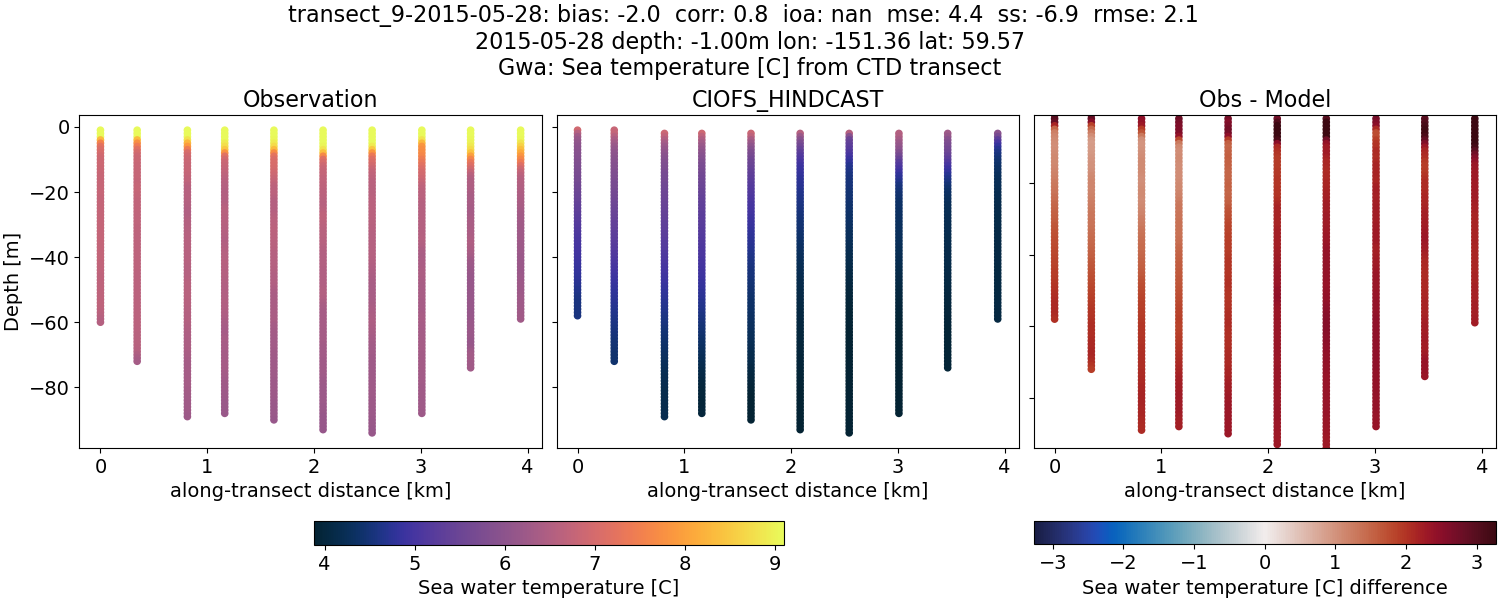 transect_9-2015-05-28: bias: -2.0  corr: 0.8  ioa: nan  mse: 4.4  ss: -6.9  rmse: 2.1
2015-05-28 depth: -1.00m lon: -151.36 lat: 59.57
Gwa: Sea temperature [C] from CTD transect
Observation
CIOFS_HINDCAST
Obs - Model
Depth [m]
0
−20
−40
−60
−80
0 1 2 3 4
0 1 2 3 4
0 1 2 3 4
along-transect distance [km]
along-transect distance [km]
along-transect distance [km]
4 5 6 7 8 9
Sea water temperature [C]
−3 −2 −1 0 1 2 3
Sea water temperature [C] difference